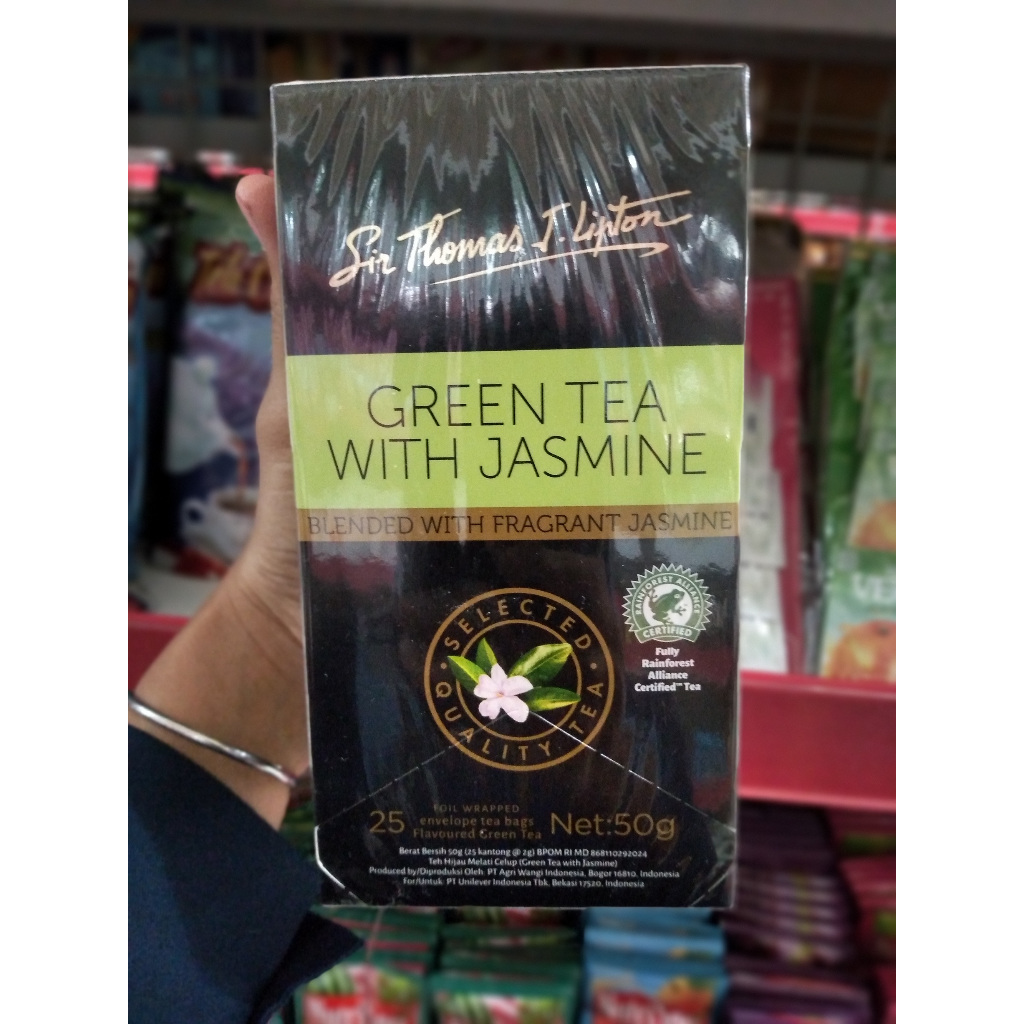 Sir Thomas J. Lipton
GREEN TEA
WITH JASMINE
BLENDED WITH FRAGRANT JASMINE
RAINFOREST ALLIANCE
CERTIFIED
Fully
Rainforest
Alliance
Certified™ Tea
SELECTED
QUALITY TEA
25
FOIL WRAPPED
envelope tea bags
Flavoured Green Tea
Net:50g
Berat Bersih 50g (25 kantong @ 2g) BPOM RI MD 868110292024
Teh Hijau Melati Celup (Green Tea with Jasmine)
Produced by/Diproduksi Oleh: PT Agri Wangi Indonesia, Bogor 16810, Indonesia
For/Untuk: PT Unilever Indonesia Tbk, Bekasi 17520, Indonesia